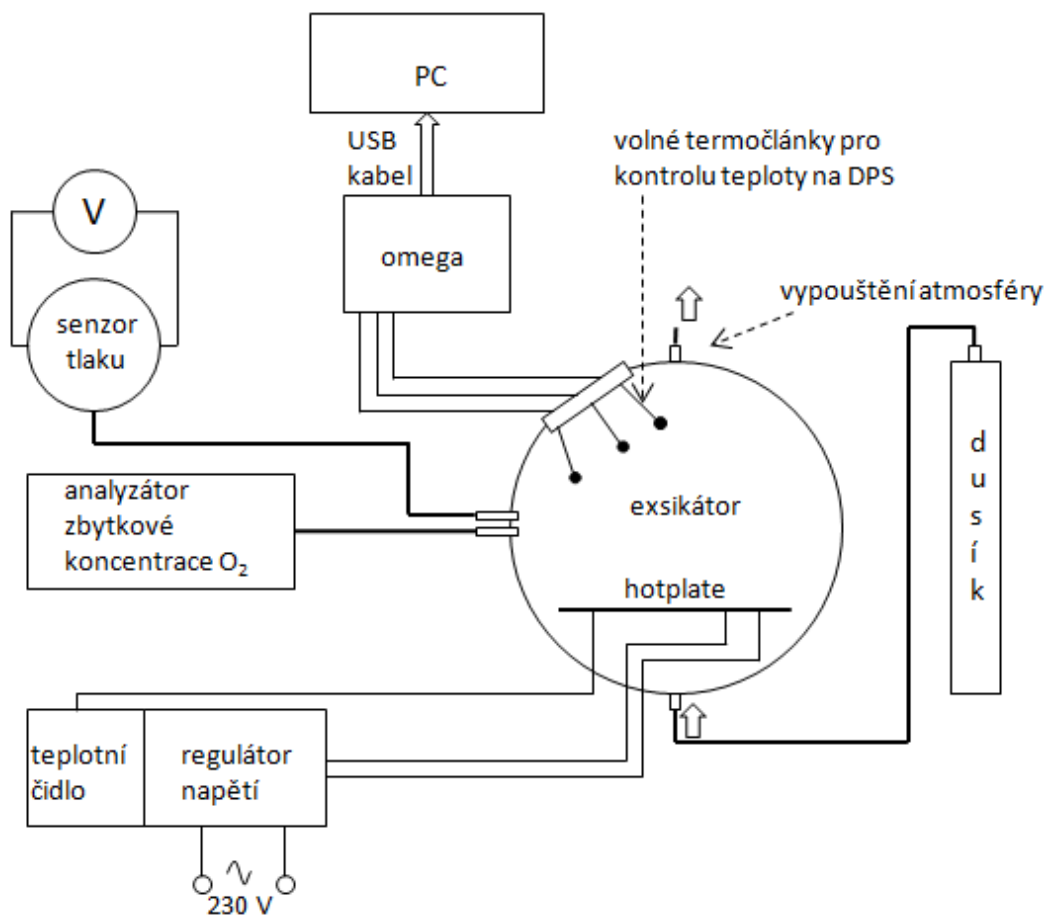 PC
USB
kabel
volné termočlánky pro
kontrolu teploty na DPS
V
omega
senzor
tlaku
vypouštění atmosféry
d
u
s
í
k
analyzátor
zbytkové
koncentrace O₂
exsikátor
hotplate
teplotní
čidlo
regulátor
napětí
230 V